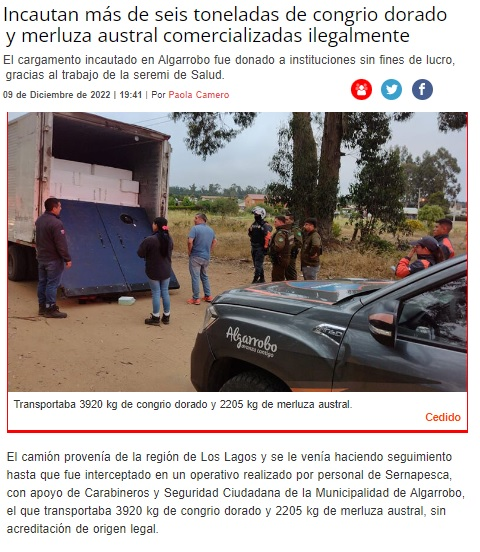 Incautan más de seis toneladas de congrio dorado
y merluza austral comercializadas ilegalmente
El cargamento incautado en Algarrobo fue donado a instituciones sin fines de lucro,
gracias al trabajo de la seremi de Salud.
09 de Diciembre de 2022 | 19:41 | Por Paola Camero
Algarrobo
avanza contigo
Transportaba 3920 kg de congrio dorado y 2205 kg de merluza austral.
Cedido
El camión provenía de la región de Los Lagos y se le venía haciendo seguimiento
hasta que fue interceptado en un operativo realizado por personal de Sernapesca,
con apoyo de Carabineros y Seguridad Ciudadana de la Municipalidad de Algarrobo,
el que transportaba 3920 kg de congrio dorado y 2205 kg de merluza austral, sin
acreditación de origen legal.